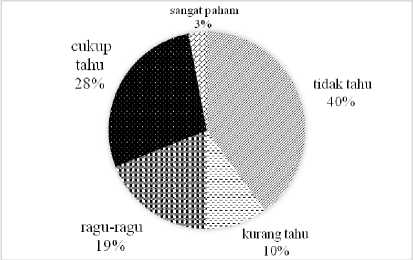 sangat paham
3%
cukup
tahu
28%
tidak tahu
40%
ragu-ragu
19%
kurang tahu
10%